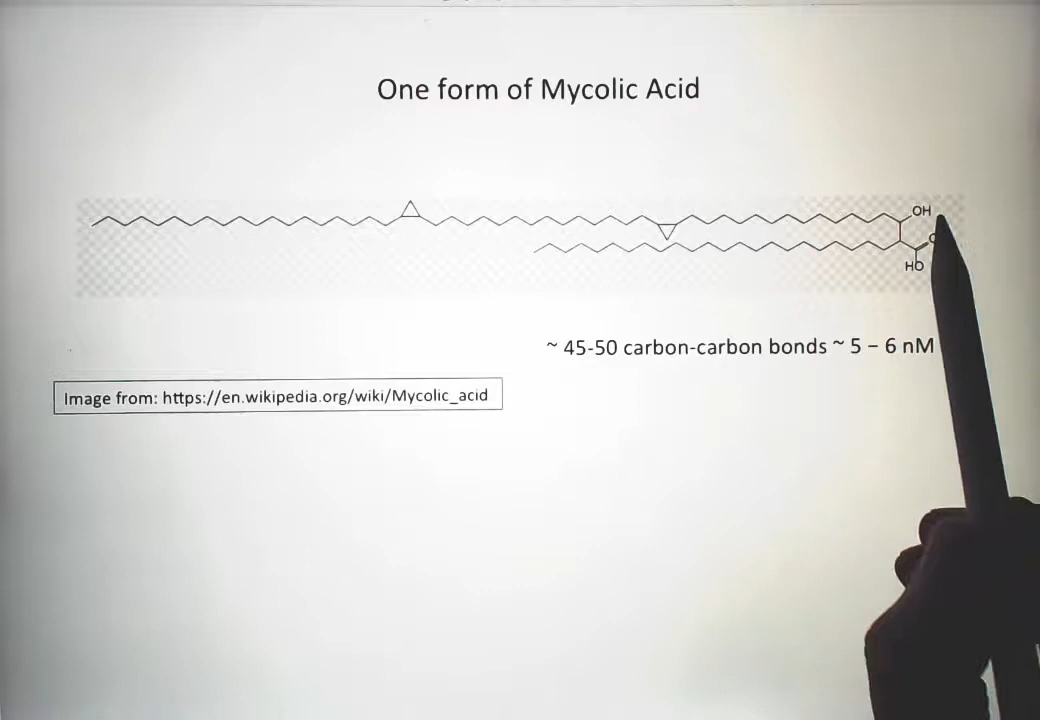 One form of Mycolic Acid
OH
HO
~ 45-50 carbon-carbon bonds ~ 5 – 6 nM
Image from: https://en.wikipedia.org/wiki/Mycolic_acid